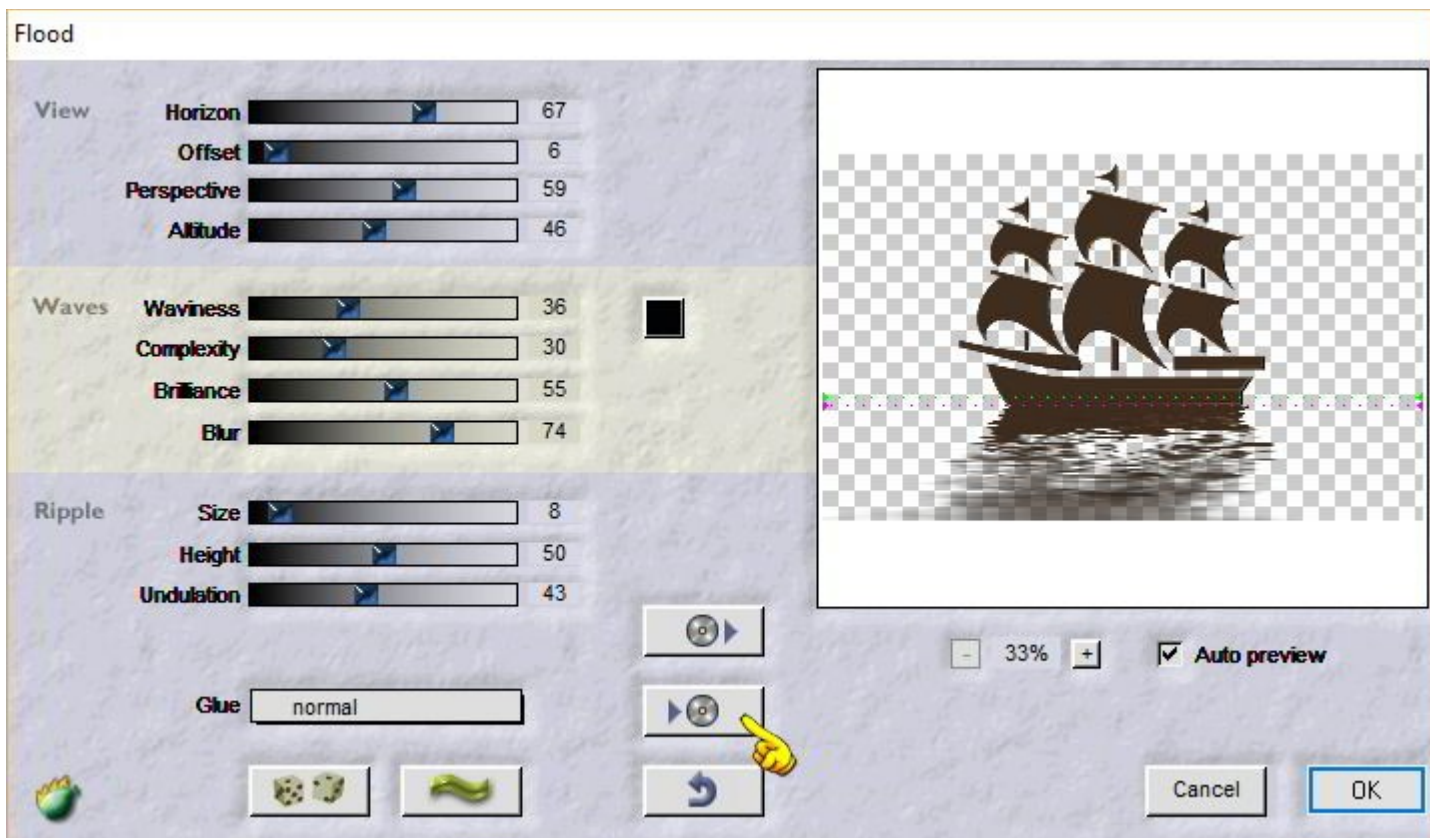 Flood
View
Horizon 67
Offset 6
Perspective 59
Altitude 46
Waves
Waviness 36
Complexity 30
Brilliance 55
Blur 74
Ripple
Size 8
Height 50
Undulation 43
Glue normal
- 33% +
Auto preview
Cancel
OK